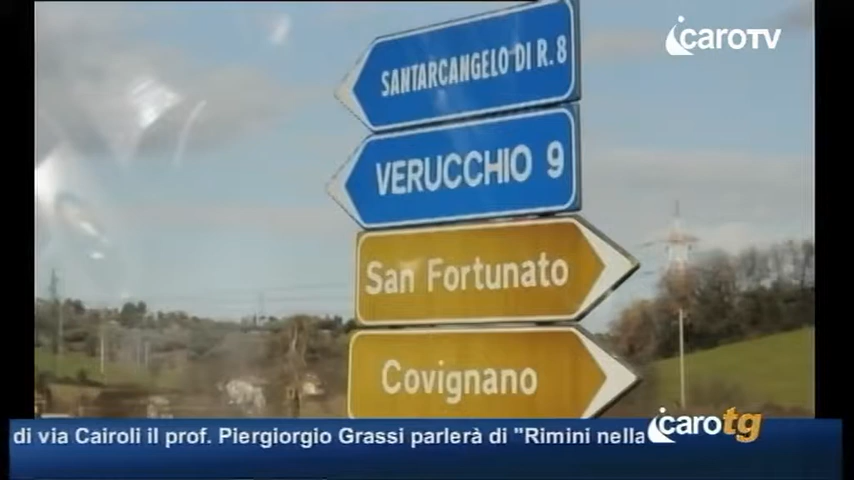 icaroTV
SANTARCANGELO DI R. 8
VERUCCHIO 9
San Fortunato
Covignano
di via Cairoli il prof. Piergiorgio Grassi parlerà di "Rimini nella
icarotg